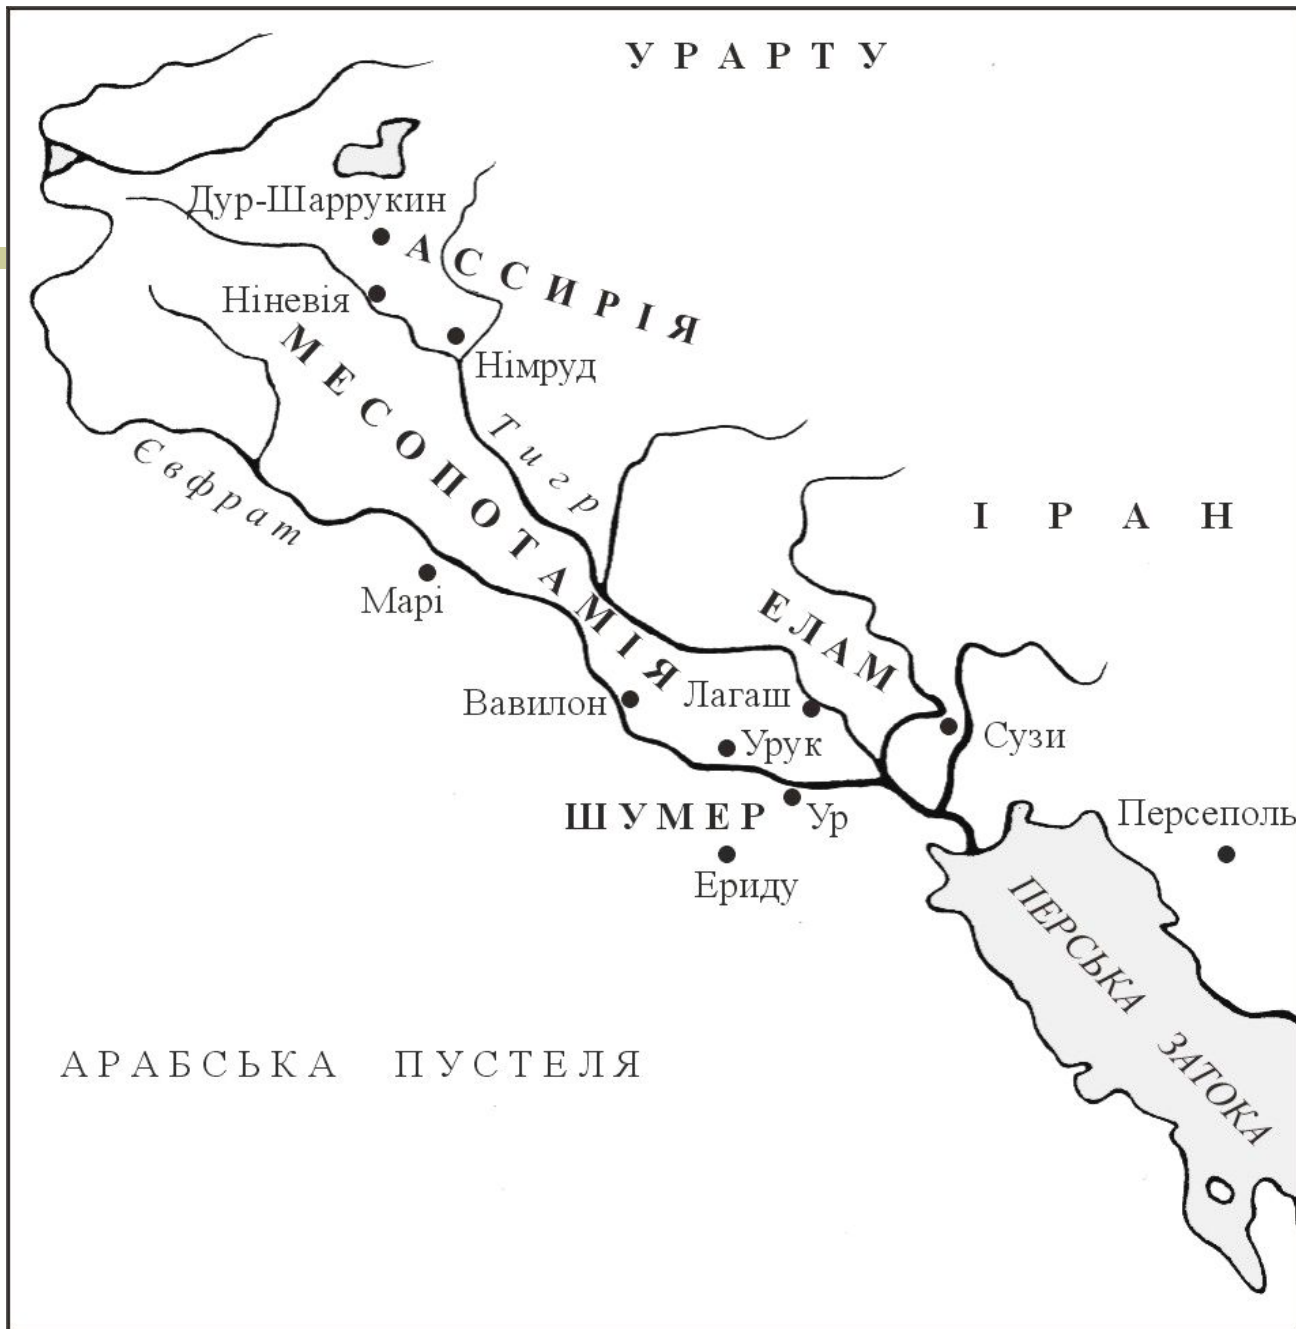 УРАРТУ
Дур-Шаррукин
АССИРІЯ
Ніневія
МЕСОПОТАМІЯ
Німруд
Тигр
Євфрат
ІРАН
Марі
ЕЛАМ
Вавилон
Лагаш
Сузи
Урук
ШУМЕР
Ур
Персеполь
Ериду
ПЕРСЬКА ЗАТОКА
АРАБСЬКА ПУСТЕЛЯ